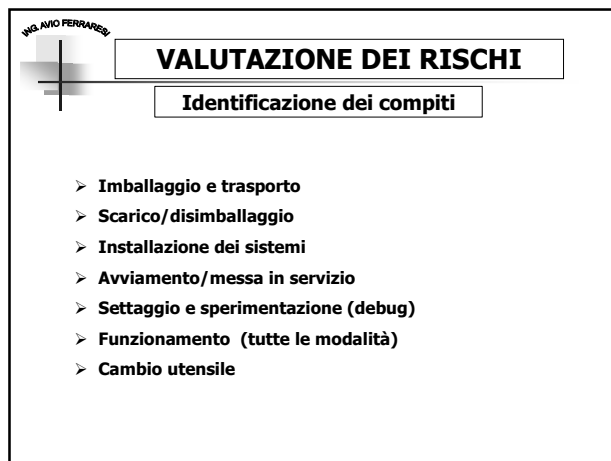 ING. AVIO FERRARESI
VALUTAZIONE DEI RISCHI
Identificazione dei compiti
➢ Imballaggio e trasporto
➢ Scarico/disimballaggio
➢ Installazione dei sistemi
➢ Avviamento/messa in servizio
➢ Settaggio e sperimentazione (debug)
➢ Funzionamento (tutte le modalità)
➢ Cambio utensile